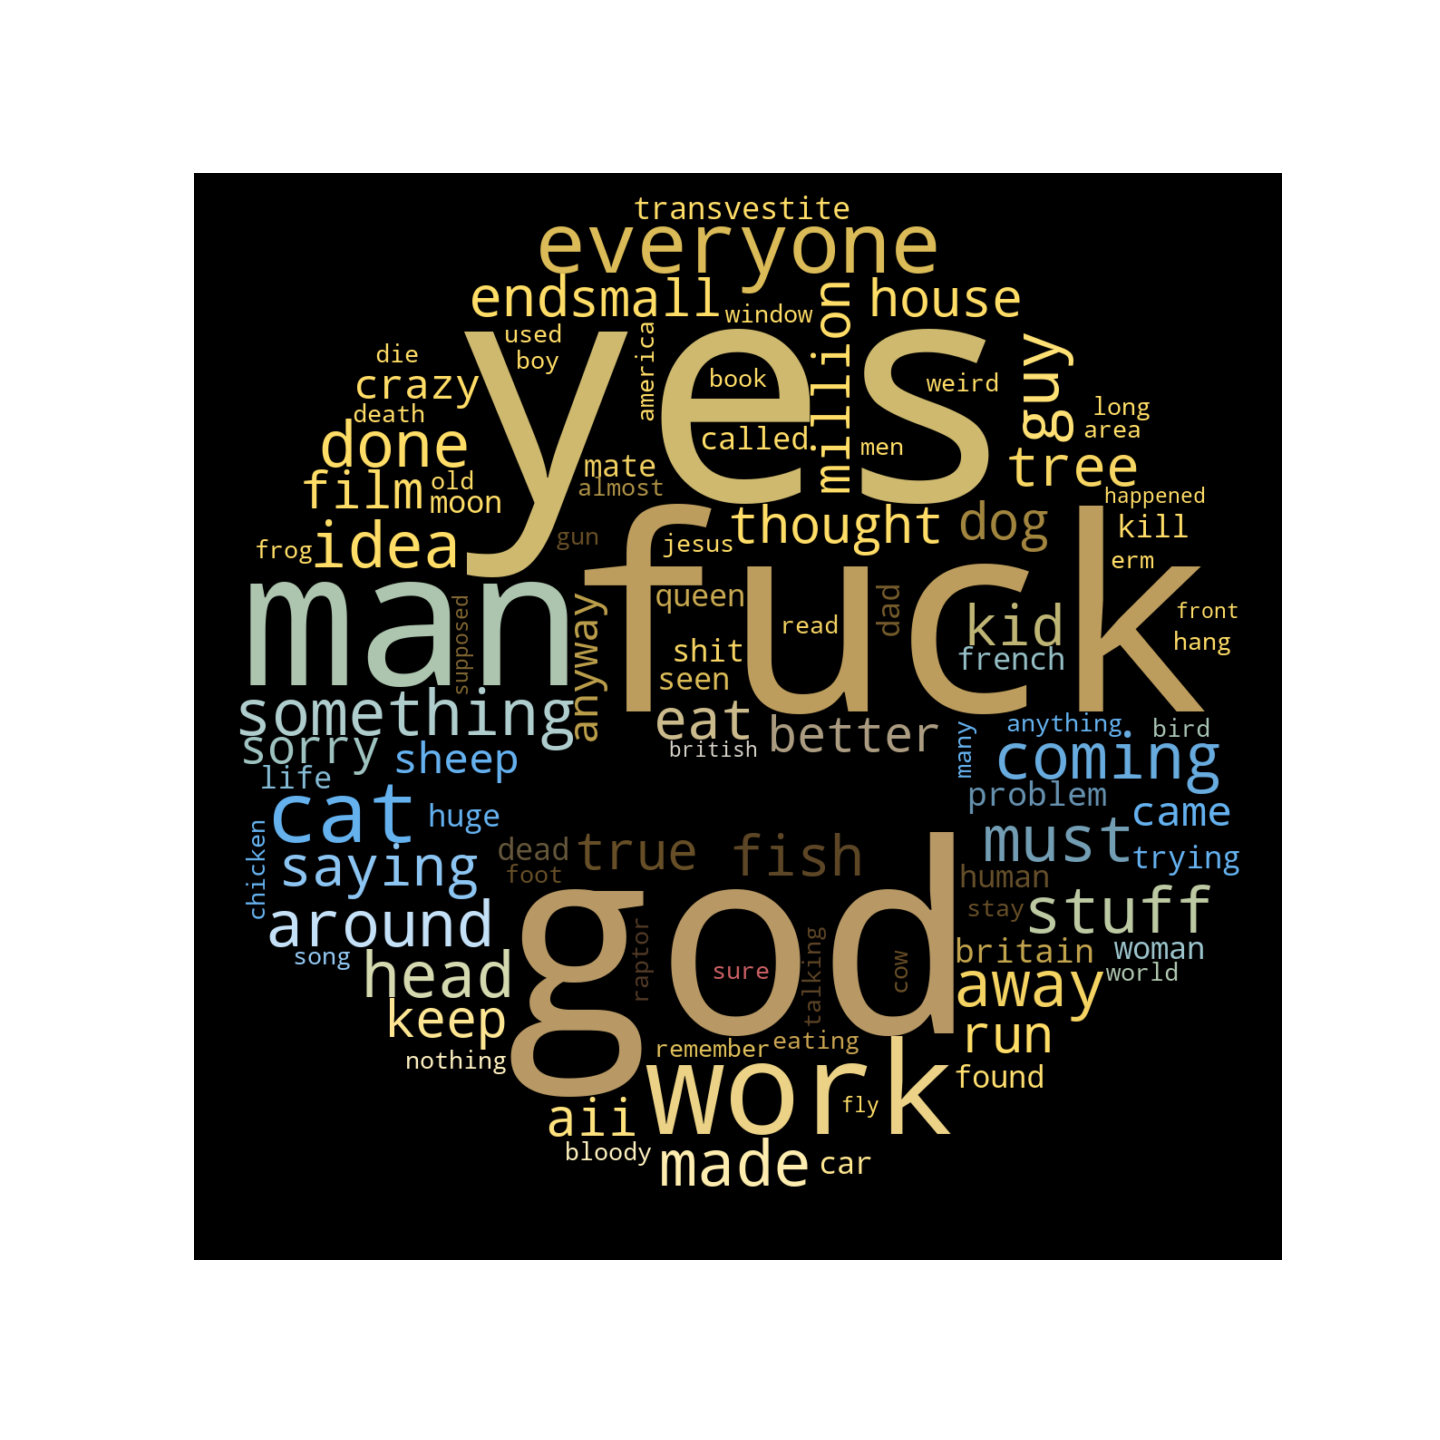 transvestite
everyone
endsmall
window
million
house
used
boy
america
yes
book
weird
guy
die
crazy
death
called
men
long
area
done
mate
almost
tree
film
old
moon
happened
idea
frog
gun
jesus
thought
dog
kill
erm
man
supposed
fuck
anyway
queen
read
dad
kid
french
front
hang
shit
seen
something
eat
better
british
many
anything
bird
sorry
sheep
coming
life
cat
huge
problem
came
chicken
saying
dead
foot
true
fish
must
trying
human
stay
stuff
around
god
raptor
sure
talking
cow
britain
woman
world
song
head
away
keep
nothing
run
remember
eating
work
fly
found
aii
bloody
made
car